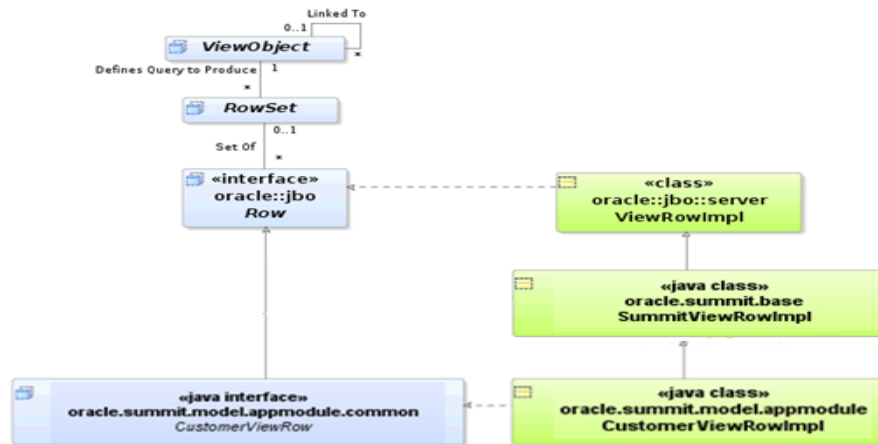 Linked To
0..1
ViewObject
*
Defines Query to Produce
1
*
RowSet
0..1
Set Of
*
«interface»
oracle::jbo
Row
«class»
oracle::jbo::server
ViewRowImpl
«java class»
oracle.summit.base
SummitViewRowImpl
«java interface»
oracle.summit.model.appmodule.common
CustomerViewRow
«java class»
oracle.summit.model.appmodule
CustomerViewRowImpl